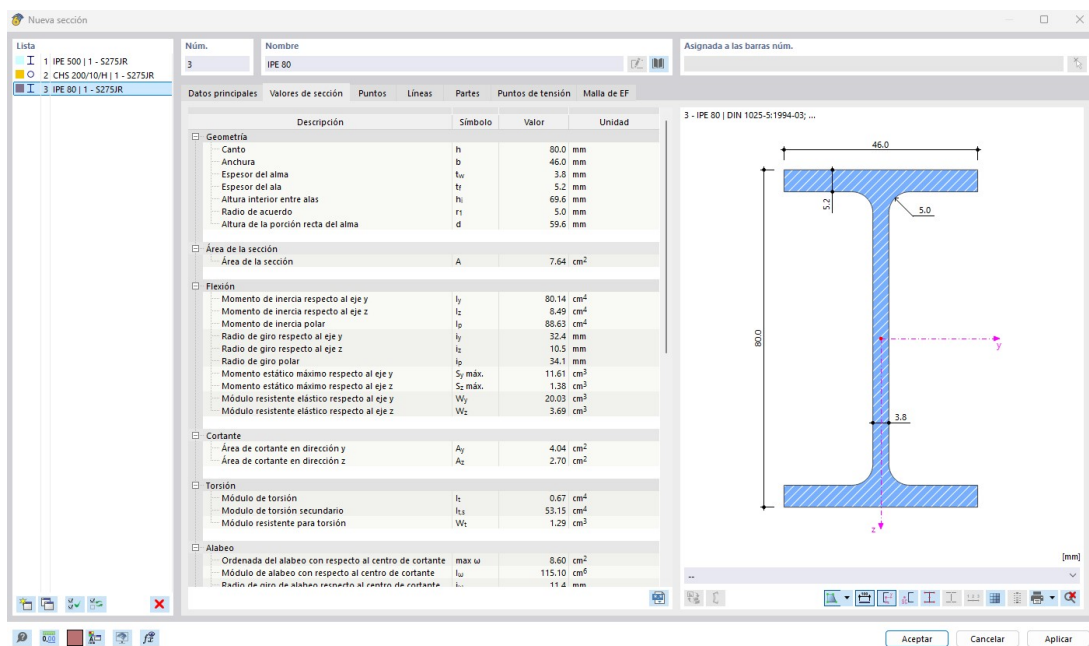 Nueva sección
Lista
1 IPE 500 | 1 - S275JR
2 CHS 200/10/H | 1 - S275JR
3 IPE 80 | 1 - S275JR
Núm.
3
Nombre
IPE 80
Asignada a las barras núm.
Datos principales Valores de sección Puntos Líneas Partes Puntos de tensión Malla de EF
Descripción Símbolo Valor Unidad
Geometría
Canto h 80.0 mm
Anchura b 46.0 mm
Espesor del alma tw 3.8 mm
Espesor del ala tf 5.2 mm
Altura interior entre alas hi 69.6 mm
Radio de acuerdo r1 5.0 mm
Altura de la porción recta del alma d 59.6 mm
Área de la sección
Área de la sección A 7.64 cm2
Flexión
Momento de inercia respecto al eje y Iy 80.14 cm4
Momento de inercia respecto al eje z Iz 8.49 cm4
Momento de inercia polar Ip 88.63 cm4
Radio de giro respecto al eje y iy 32.4 mm
Radio de giro respecto al eje z iz 10.5 mm
Radio de giro polar ip 34.1 mm
Momento estático máximo respecto al eje y Sy máx. 11.61 cm3
Momento estático máximo respecto al eje z Sz máx. 1.38 cm3
Módulo resistente elástico respecto al eje y Wy 20.03 cm3
Módulo resistente elástico respecto al eje z Wz 3.69 cm3
Cortante
Área de cortante en dirección y Ay 4.04 cm2
Área de cortante en dirección z Az 2.70 cm2
Torsión
Módulo de torsión It 0.67 cm4
Modulo de torsión secundario It,s 53.15 cm4
Módulo resistente para torsión Wt 1.29 cm3
Alabeo
Ordenada del alabeo con respecto al centro de cortante max ω 8.60 cm2
Módulo de alabeo con respecto al centro de cortante Iω 115.10 cm6
Radio de giro de alabeo respecto al centro de cortante iω 11.4 mm
3 - IPE 80 | DIN 1025-5:1994-03; ...
46.0
5.2
5.0
80.0
y
3.8
z
[mm]
--
0,00
Aceptar Cancelar Aplicar